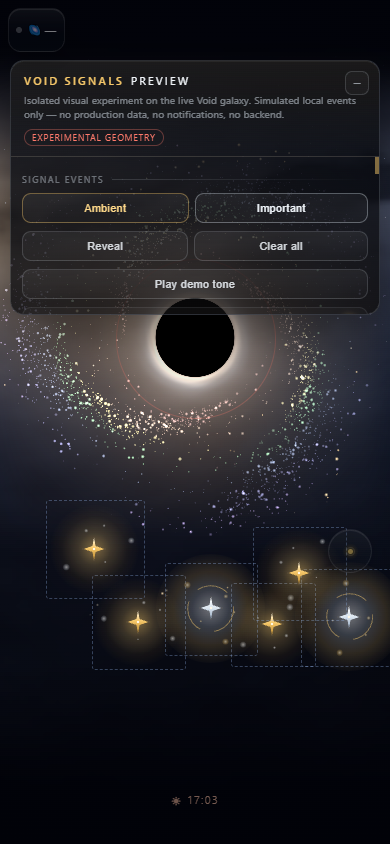 VOID SIGNALS PREVIEW
Isolated visual experiment on the live Void galaxy. Simulated local events
only — no production data, no notifications, no backend.
EXPERIMENTAL GEOMETRY
SIGNAL EVENTS
Ambient
Important
Reveal
Clear all
Play demo tone
17:03